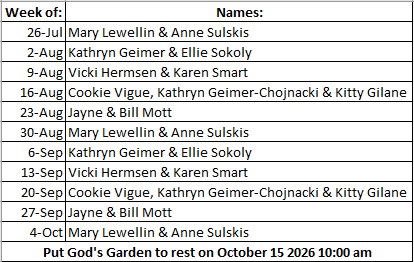 Week of: Names:
26-Jul Mary Lewellin & Anne Sulskis
2-Aug Kathryn Geimer & Ellie Sokoly
9-Aug Vicki Hermsen & Karen Smart
16-Aug Cookie Vigue, Kathryn Geimer-Chojnacki & Kitty Gilane
23-Aug Jayne & Bill Mott
30-Aug Mary Lewellin & Anne Sulskis
6-Sep Kathryn Geimer & Ellie Sokoly
13-Sep Vicki Hermsen & Karen Smart
20-Sep Cookie Vigue, Kathryn Geimer-Chojnacki & Kitty Gilane
27-Sep Jayne & Bill Mott
4-Oct Mary Lewellin & Anne Sulskis
Put God's Garden to rest on October 15 2026 10:00 am